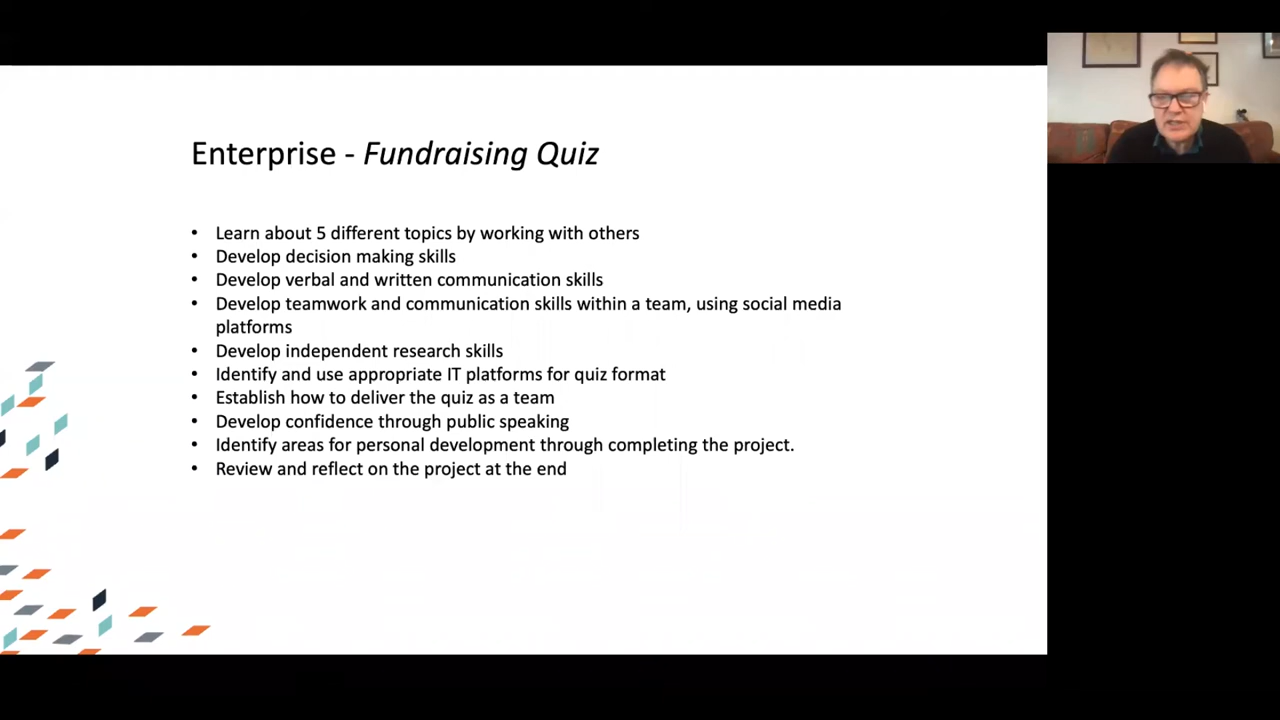 Enterprise - Fundraising Quiz
• Learn about 5 different topics by working with others
• Develop decision making skills
• Develop verbal and written communication skills
• Develop teamwork and communication skills within a team, using social media
platforms
• Develop independent research skills
• Identify and use appropriate IT platforms for quiz format
• Establish how to deliver the quiz as a team
• Develop confidence through public speaking
• Identify areas for personal development through completing the project.
• Review and reflect on the project at the end